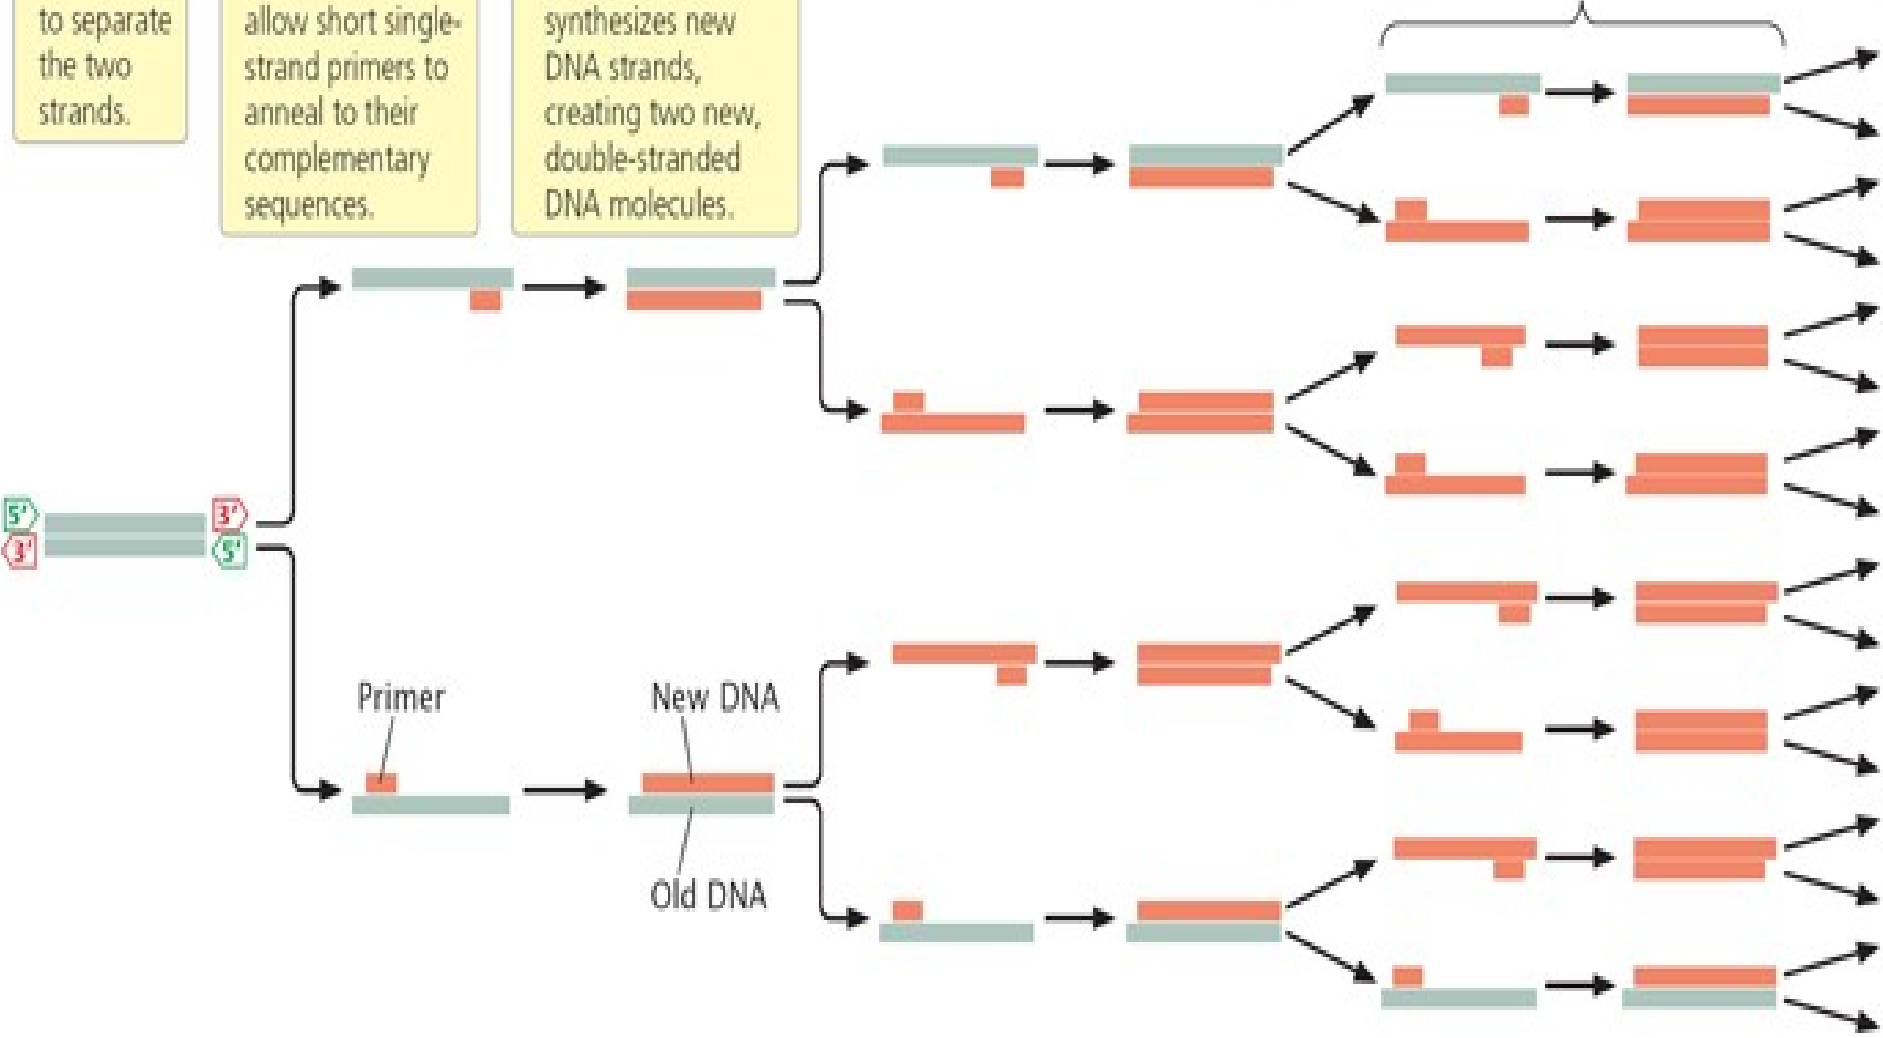 to separate
the two
strands.
allow short single-
strand primers to
anneal to their
complementary
sequences.
synthesizes new
DNA strands,
creating two new,
double-stranded
DNA molecules.
5′ 3′
3′ 5′
Primer
New DNA
Old DNA